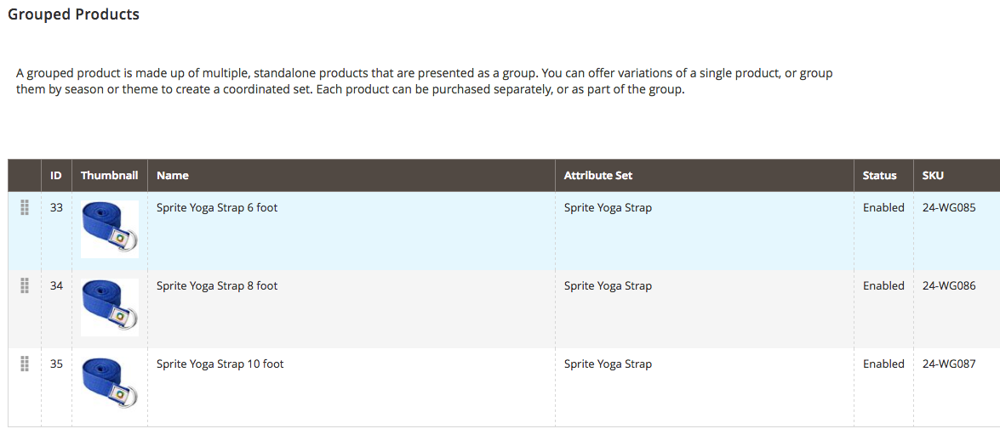 Grouped Products
A grouped product is made up of multiple, standalone products that are presented as a group. You can offer variations of a single product, or group
them by season or theme to create a coordinated set. Each product can be purchased separately, or as part of the group.
ID Thumbnail Name Attribute Set Status SKU
33 Sprite Yoga Strap 6 foot Sprite Yoga Strap Enabled 24-WG085
34 Sprite Yoga Strap 8 foot Sprite Yoga Strap Enabled 24-WG086
35 Sprite Yoga Strap 10 foot Sprite Yoga Strap Enabled 24-WG087